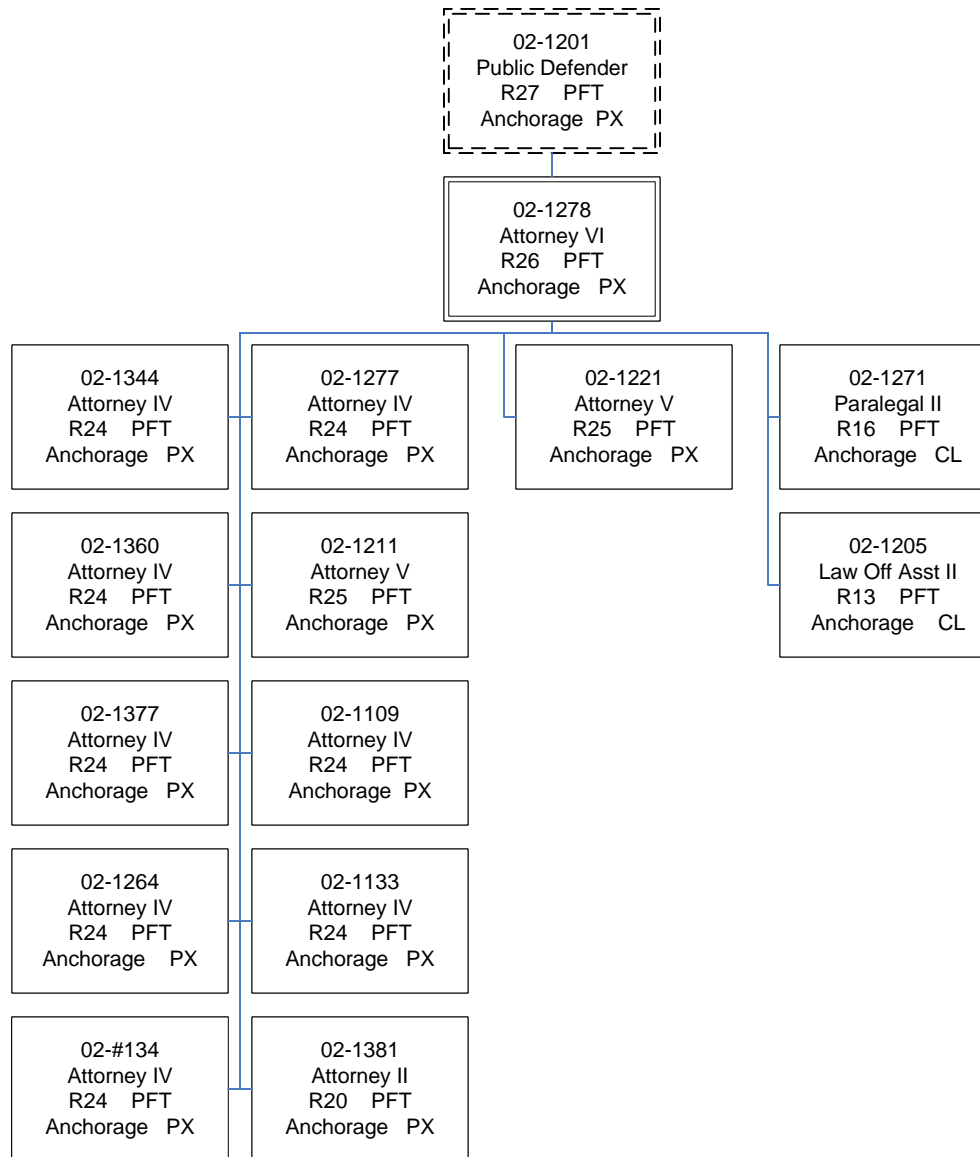 02-1201
Public Defender
R27 PFT
Anchorage PX
02-1278
Attorney VI
R26 PFT
Anchorage PX
02-1344
Attorney IV
R24 PFT
Anchorage PX
02-1277
Attorney IV
R24 PFT
Anchorage PX
02-1221
Attorney V
R25 PFT
Anchorage PX
02-1271
Paralegal II
R16 PFT
Anchorage CL
02-1360
Attorney IV
R24 PFT
Anchorage PX
02-1211
Attorney V
R25 PFT
Anchorage PX
02-1205
Law Off Asst II
R13 PFT
Anchorage CL
02-1377
Attorney IV
R24 PFT
Anchorage PX
02-1109
Attorney IV
R24 PFT
Anchorage PX
02-1264
Attorney IV
R24 PFT
Anchorage PX
02-1133
Attorney IV
R24 PFT
Anchorage PX
02-#134
Attorney IV
R24 PFT
Anchorage PX
02-1381
Attorney II
R20 PFT
Anchorage PX